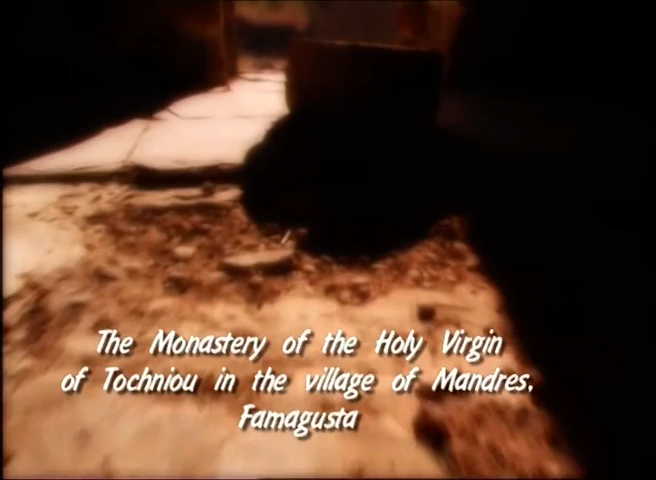 The Monastery of the Holy Virgin
of Tochniou in the village of Mandres,
Famagusta